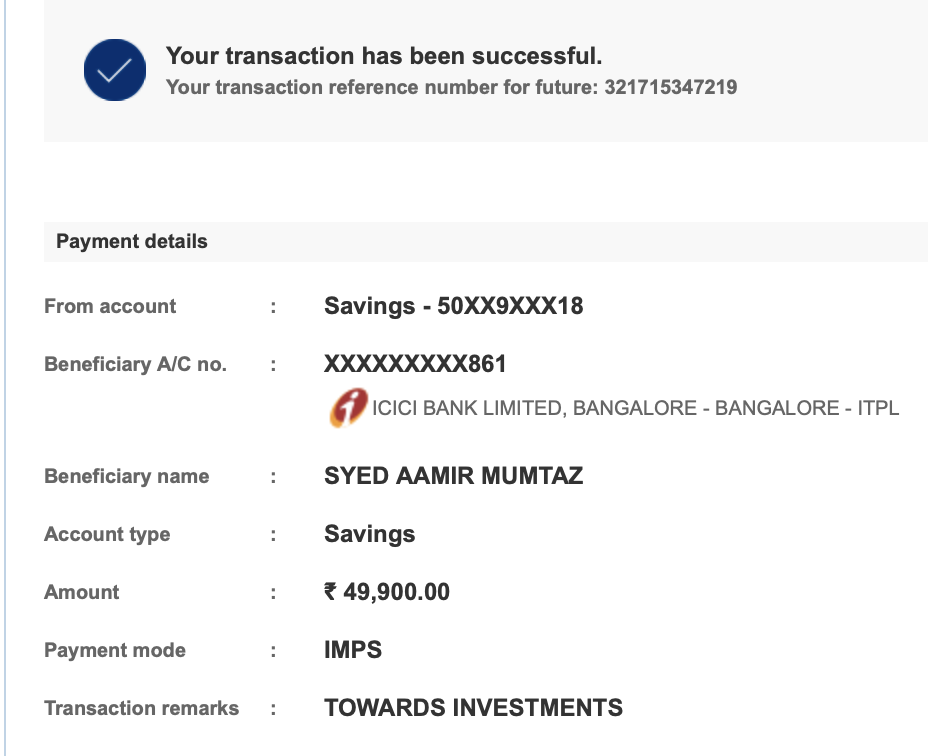 Your transaction has been successful.
Your transaction reference number for future: 321715347219
Payment details
From account : Savings - 50XX9XXX18
Beneficiary A/C no. : XXXXXXXXX861
ICICI BANK LIMITED, BANGALORE - BANGALORE - ITPL
Beneficiary name : SYED AAMIR MUMTAZ
Account type : Savings
Amount : ₹ 49,900.00
Payment mode : IMPS
Transaction remarks : TOWARDS INVESTMENTS